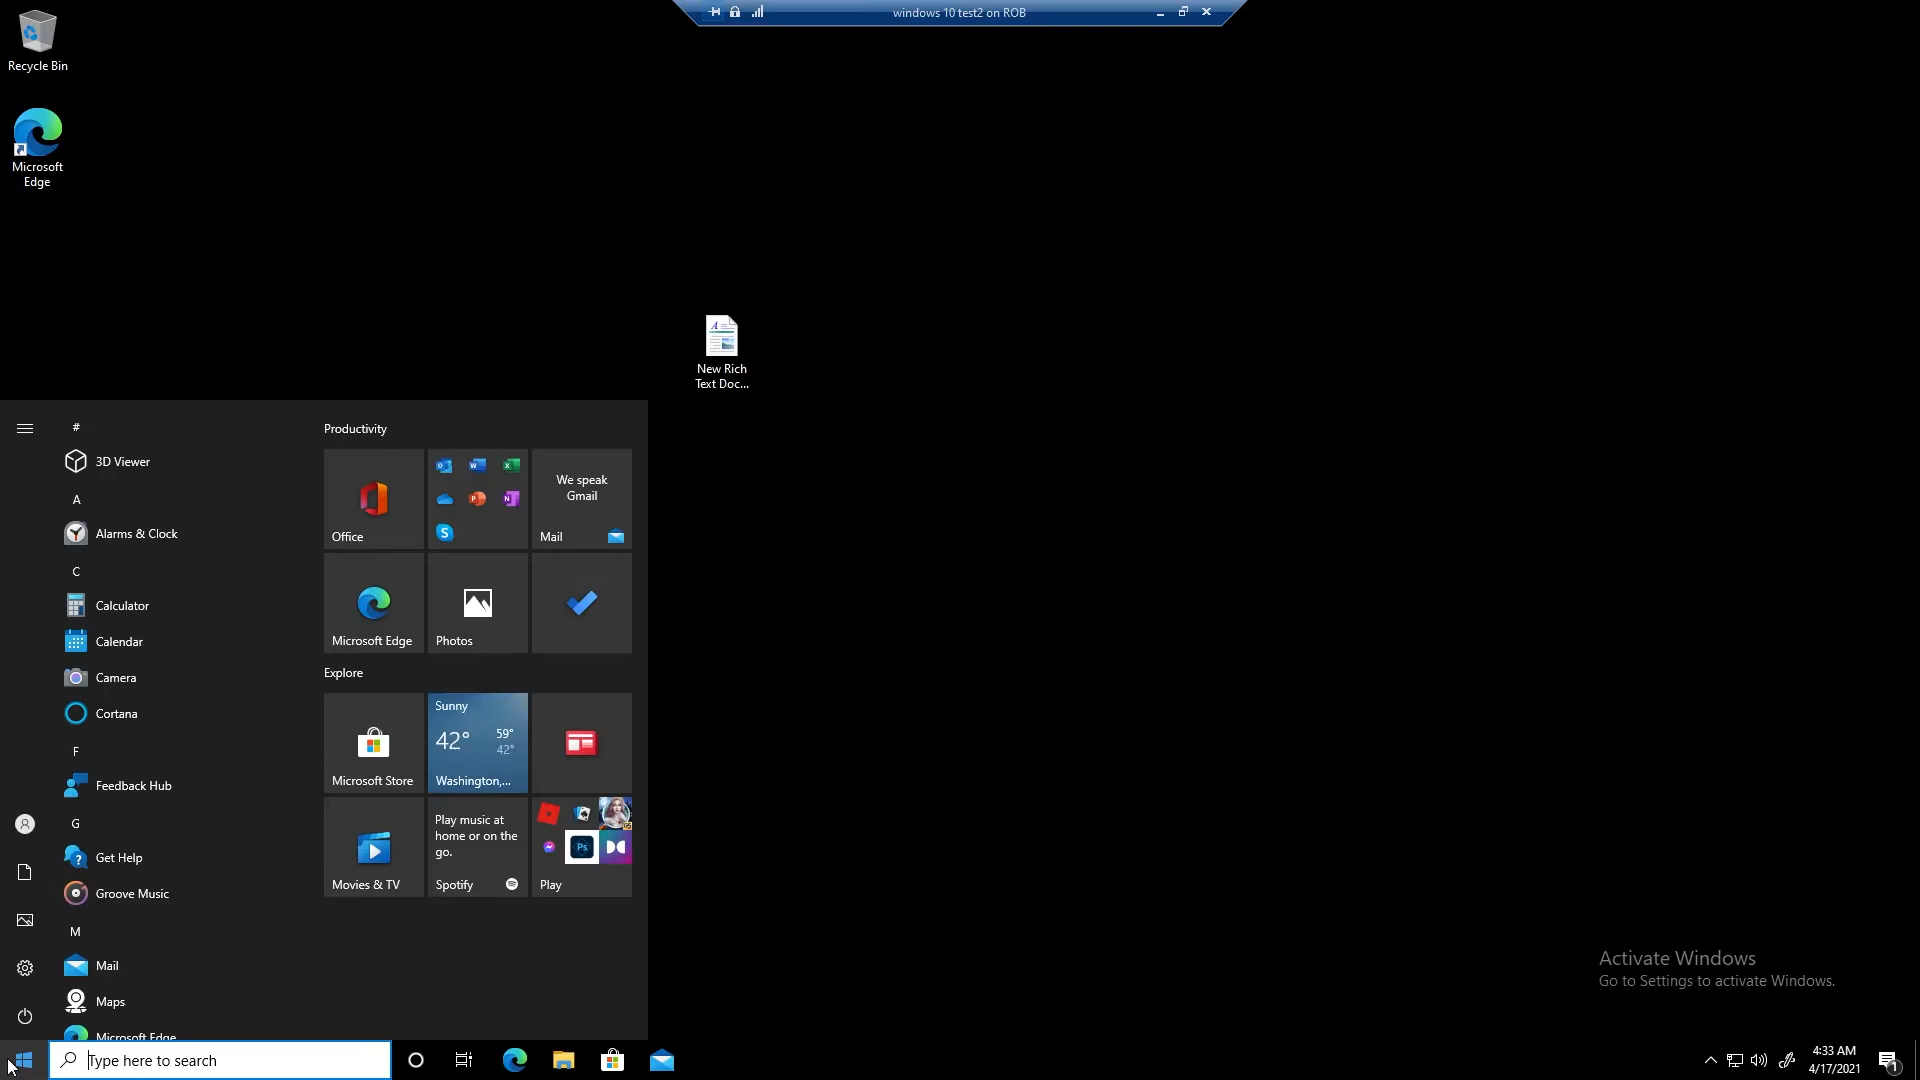 windows 10 test2 on ROB
Recycle Bin
Microsoft
Edge
New Rich
Text Doc...
#
3D Viewer
A
Alarms & Clock
C
Calculator
Calendar
Camera
Cortana
F
Feedback Hub
G
Get Help
Groove Music
M
Mail
Maps
Microsoft Edge
Productivity
Office
We speak
Gmail
Mail
Microsoft Edge
Photos
Explore
Microsoft Store
Sunny
42°
59°
42°
Washington,...
Movies & TV
Play music at
home or on the
go.
Spotify
Ps
Play
Activate Windows
Go to Settings to activate Windows.
Type here to search
4:33 AM
4/17/2021
1